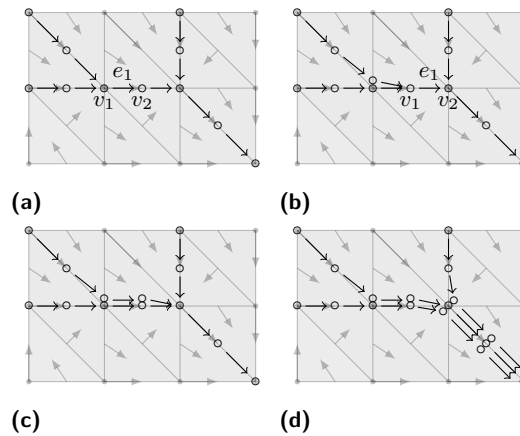 e₁ e₁
v₁ v₂ v₁ v₂
(a) (b)
(c) (d)